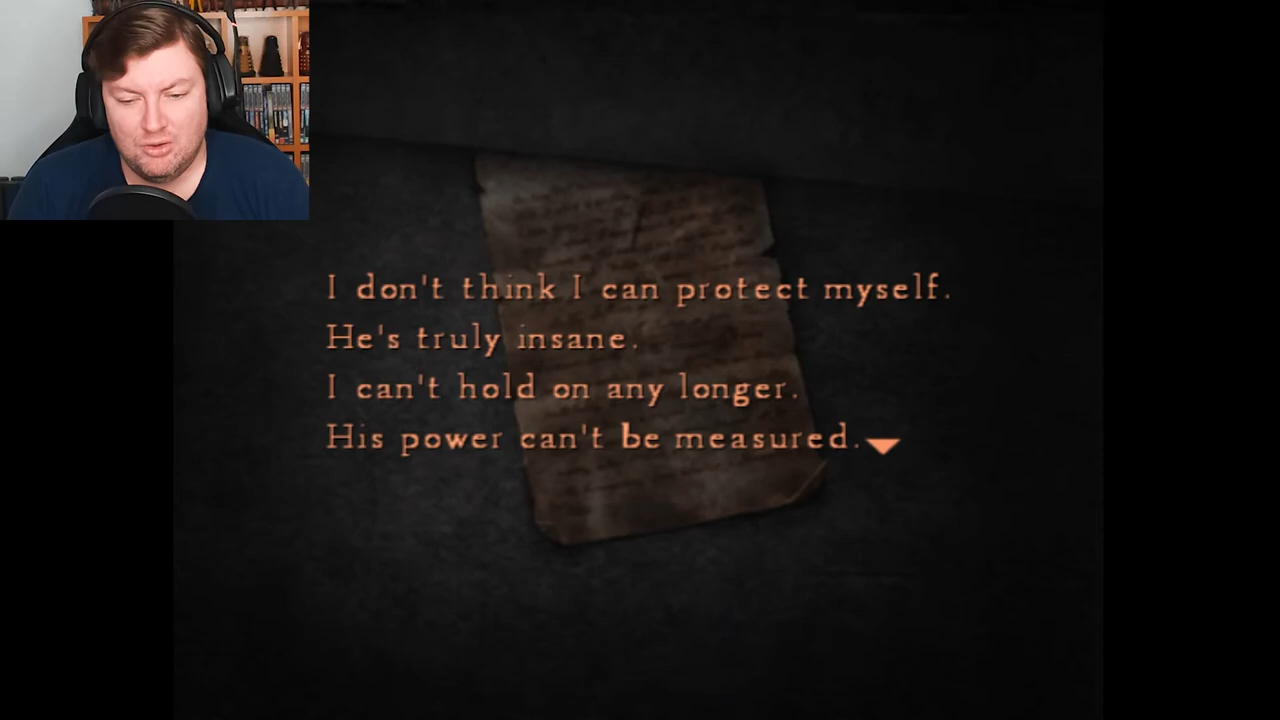 I don't think I can protect myself.
He's truly insane.
I can't hold on any longer.
His power can't be measured.